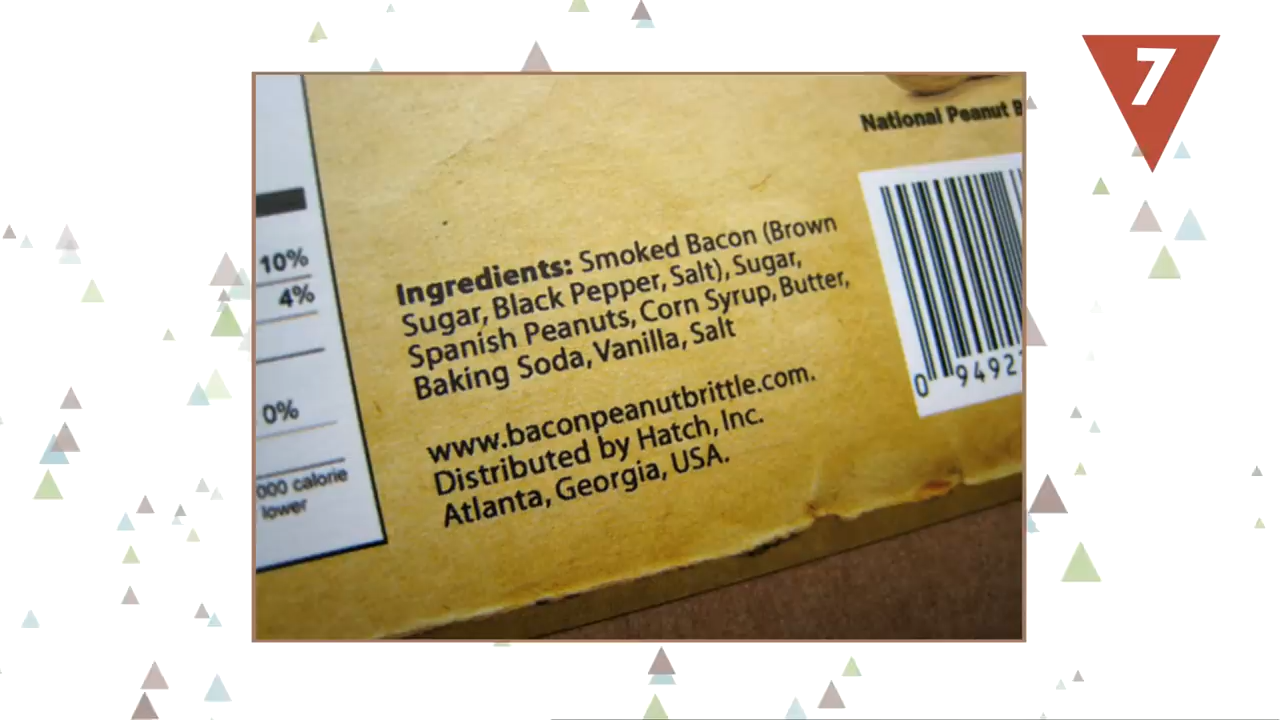 7
National Peanut
10%
4%
0%
000 calorie
lower
Ingredients: Smoked Bacon (Brown
Sugar, Black Pepper, Salt), Sugar,
Spanish Peanuts, Corn Syrup, Butter,
Baking Soda, Vanilla, Salt
www.baconpeanutbrittle.com.
Distributed by Hatch, Inc.
Atlanta, Georgia, USA.
0 9492